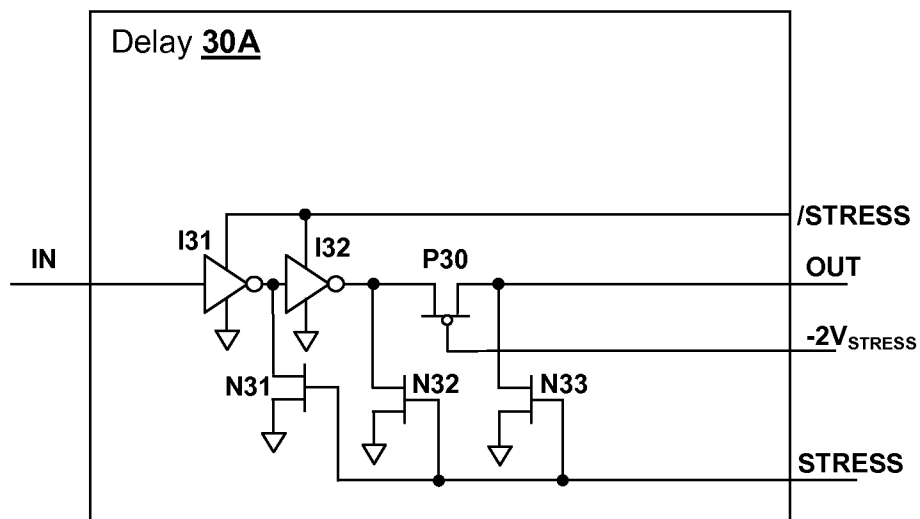 Delay 30A
/STRESS
I31
I32
IN
P30
OUT
-2VSTRESS
N31
N32
N33
STRESS